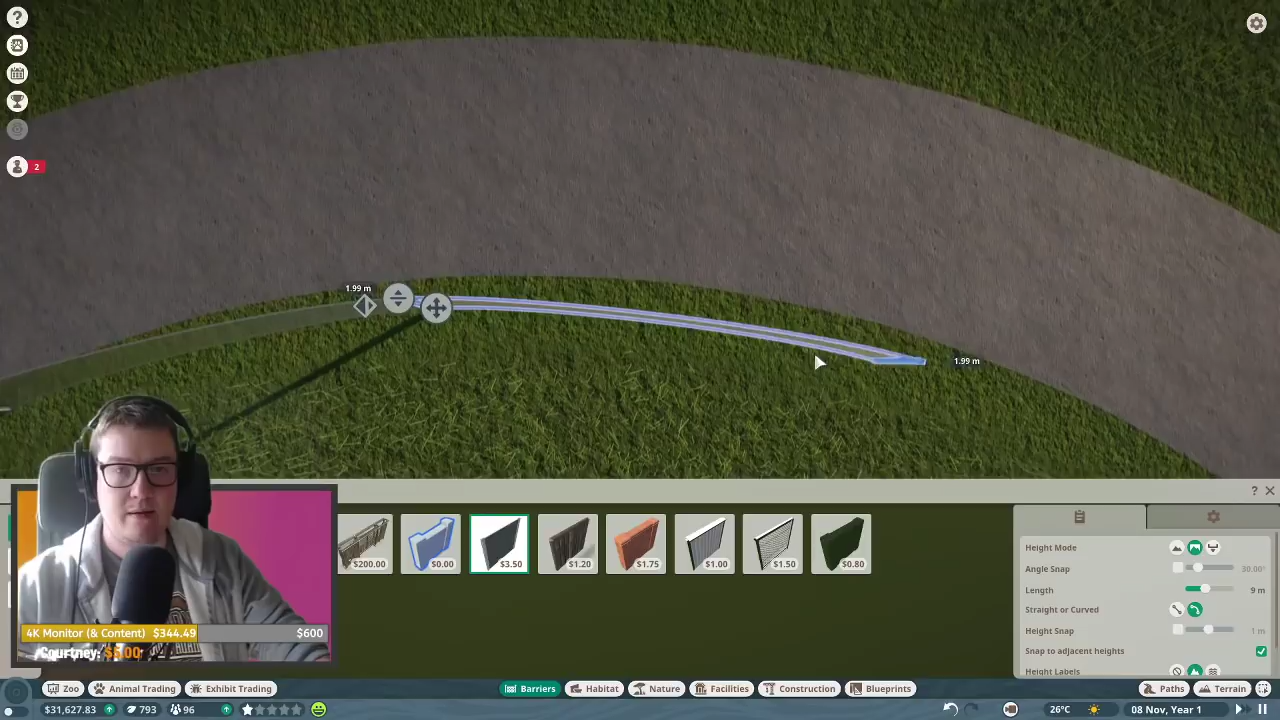 ?
2
1.99 m
1.99 m
? ×
$200.00
$0.00
$3.50
$1.20
$1.75
$1.00
$1.50
$0.80
Height Mode
Angle Snap 30.00°
Length 9 m
Straight or Curved
Height Snap 1 m
Snap to adjacent heights
Height Labels
4K Monitor (& Content) $344.49 $600
Courtney: $5.00
Zoo
Animal Trading
Exhibit Trading
Barriers
Habitat
Nature
Facilities
Construction
Blueprints
Paths
Terrain
$31,627.83
793
96
26°C
08 Nov, Year 1